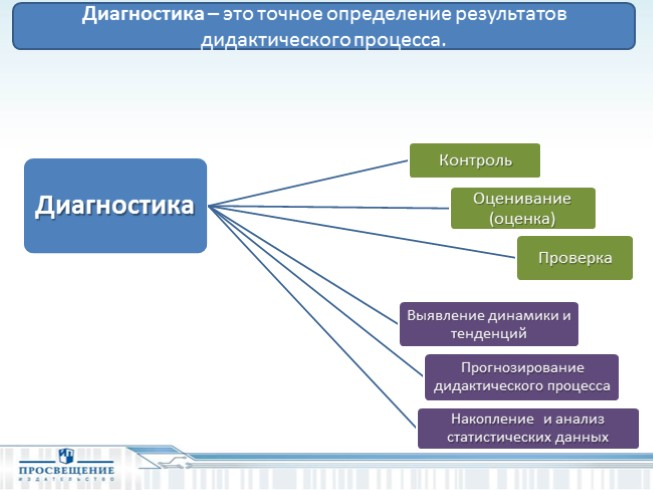 Диагностика – это точное определение результатов
дидактического процесса.
Диагностика
Контроль
Оценивание
(оценка)
Проверка
Выявление динамики и
тенденций
Прогнозирование
дидактического процесса
Накопление и анализ
статистических данных
ПРОСВЕЩЕНИЕ
ИЗДАТЕЛЬСТВО